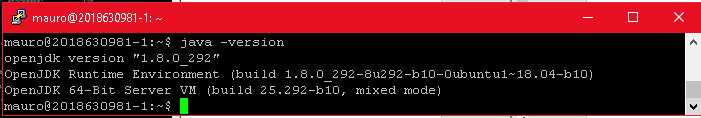 mauro@2018630981-1: ~
mauro@2018630981-1:~$ java -version
openjdk version "1.8.0_292"
OpenJDK Runtime Environment (build 1.8.0_292-8u292-b10-0ubuntu1~18.04-b10)
OpenJDK 64-Bit Server VM (build 25.292-b10, mixed mode)
mauro@2018630981-1:~$